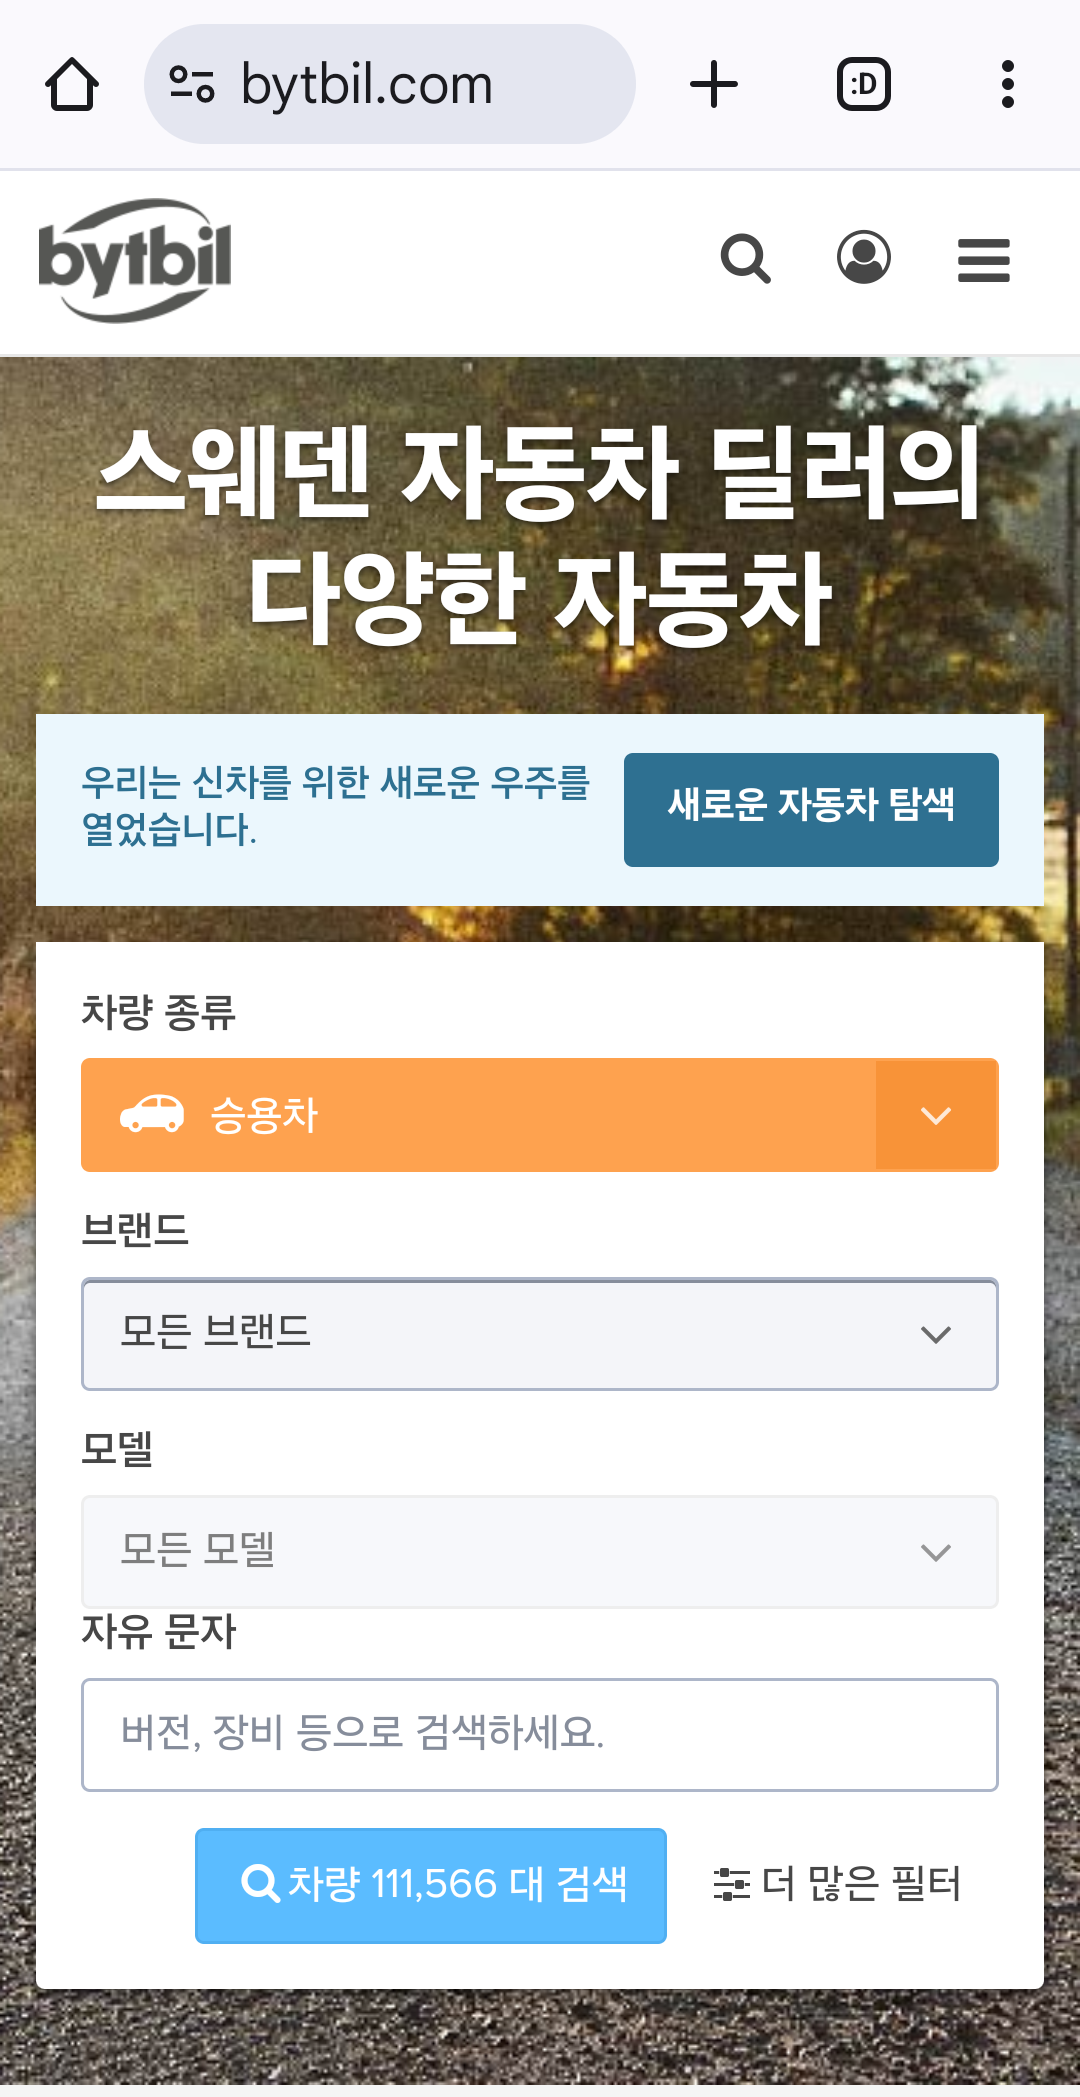 bytbil.com
:D
bytbil
스웨덴 자동차 딜러의
다양한 자동차
우리는 신차를 위한 새로운 우주를
열었습니다.
새로운 자동차 탐색
차량 종류
승용차
브랜드
모든 브랜드
모델
모든 모델
자유 문자
버전, 장비 등으로 검색하세요.
차량 111,566 대 검색
더 많은 필터